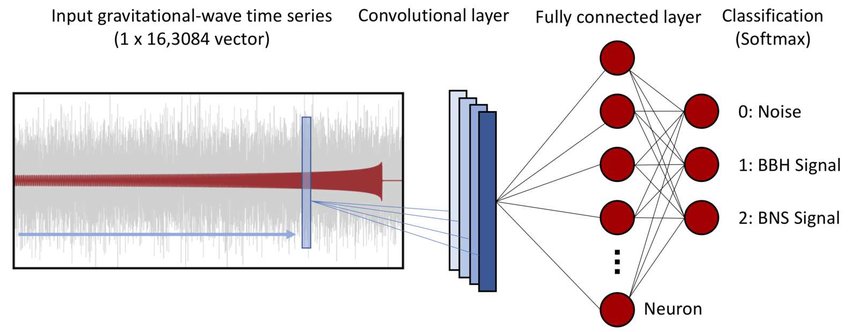 Input gravitational-wave time series
(1 x 16,3084 vector)
Convolutional layer
Fully connected layer
Classification
(Softmax)
0: Noise
1: BBH Signal
2: BNS Signal
Neuron